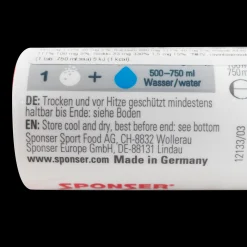 1 + 500–750 ml
Wasser/water
DE: Trocken und vor Hitze geschützt mindestens
haltbar bis Ende: siehe Boden
EN: Store cool and dry, best before end: see bottom
Sponser Sport Food AG, CH-8832 Wollerau
Sponser Europe GmbH, DE-88131 Lindau
www.sponser.com Made in Germany
12133/03
SPONSER